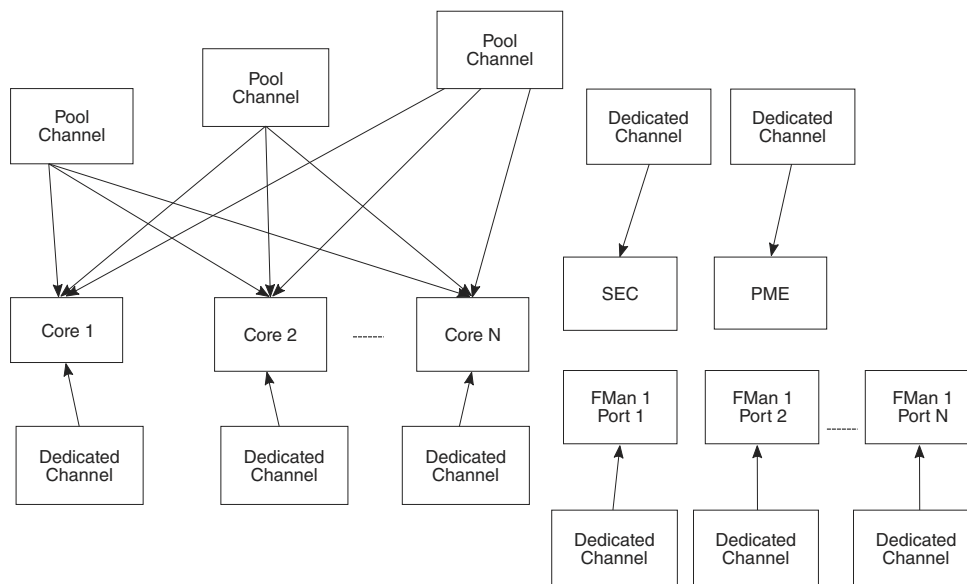 Pool
Channel
Pool
Channel
Pool
Channel
Dedicated
Channel
Dedicated
Channel
Core 1
Core 2
Core N
SEC
PME
Dedicated
Channel
Dedicated
Channel
Dedicated
Channel
FMan 1
Port 1
FMan 1
Port 2
FMan 1
Port N
Dedicated
Channel
Dedicated
Channel
Dedicated
Channel